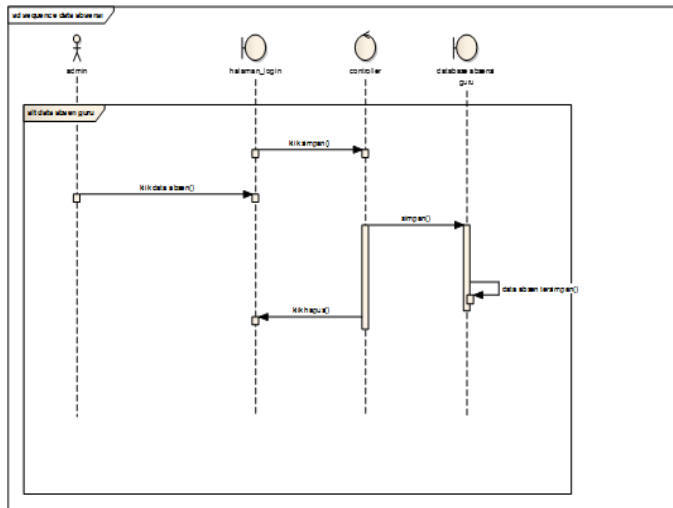 sd sequence data absensi
admin
halaman_login
controller
database absensi
guru
alt data absen guru
klik simpan()
klik data absen()
simpan()
data absen tersimpan()
klik hapus()